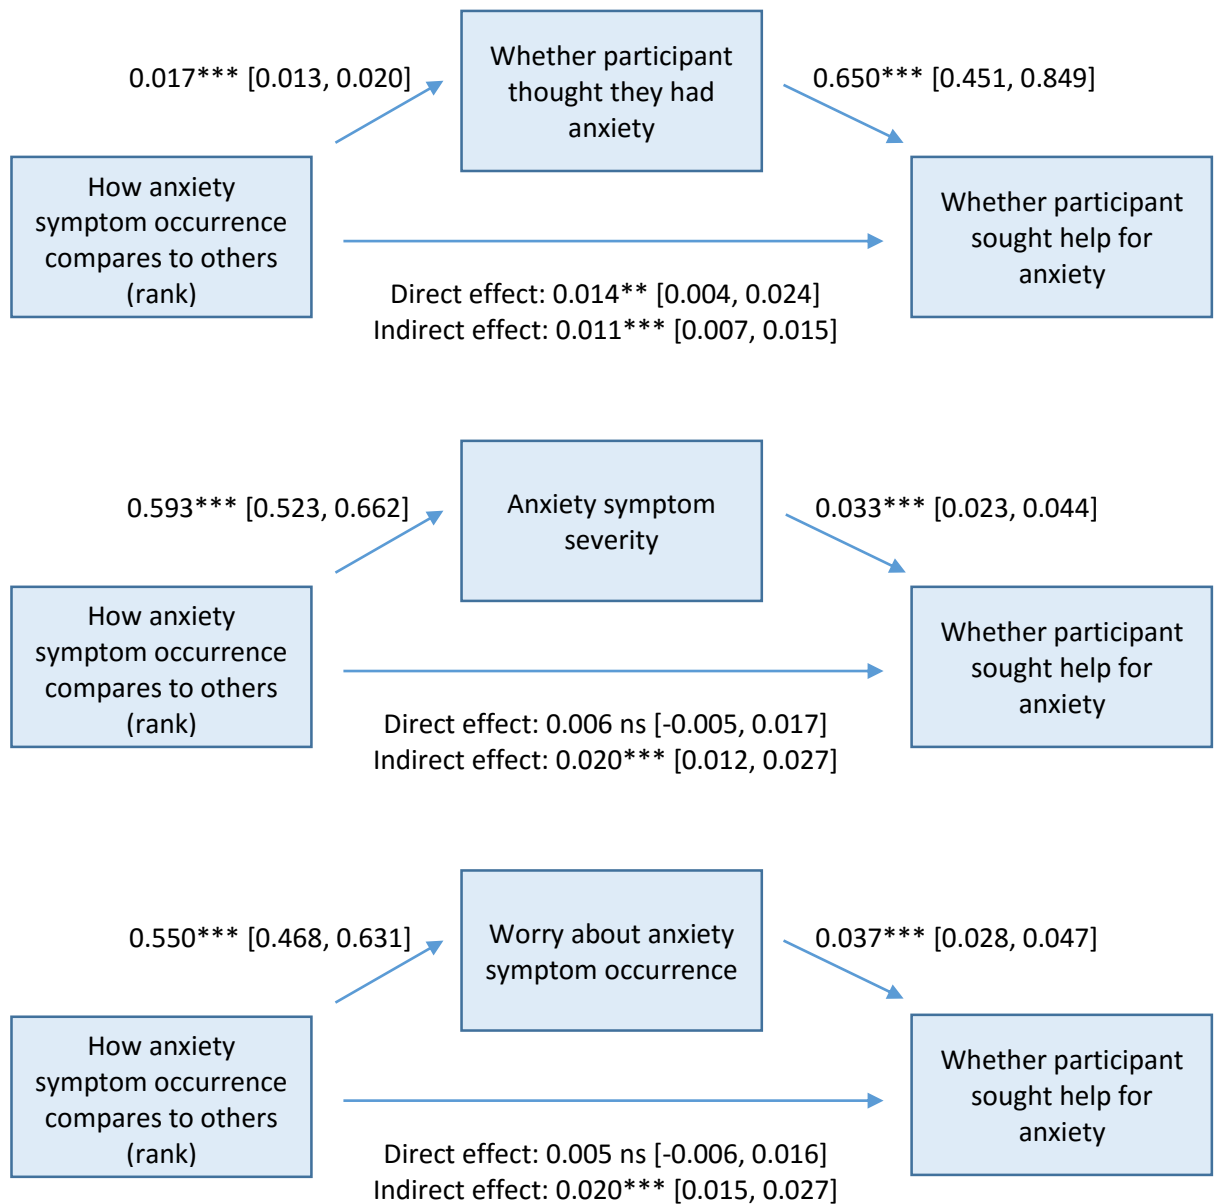 Whether participant
thought they had
anxiety
0.017*** [0.013, 0.020]
0.650*** [0.451, 0.849]
How anxiety
symptom occurrence
compares to others
(rank)
Whether participant
sought help for
anxiety
Direct effect: 0.014** [0.004, 0.024]
Indirect effect: 0.011*** [0.007, 0.015]
Anxiety symptom
severity
0.593*** [0.523, 0.662]
0.033*** [0.023, 0.044]
How anxiety
symptom occurrence
compares to others
(rank)
Whether participant
sought help for
anxiety
Direct effect: 0.006 ns [-0.005, 0.017]
Indirect effect: 0.020*** [0.012, 0.027]
Worry about anxiety
symptom occurrence
0.550*** [0.468, 0.631]
0.037*** [0.028, 0.047]
How anxiety
symptom occurrence
compares to others
(rank)
Whether participant
sought help for
anxiety
Direct effect: 0.005 ns [-0.006, 0.016]
Indirect effect: 0.020*** [0.015, 0.027]